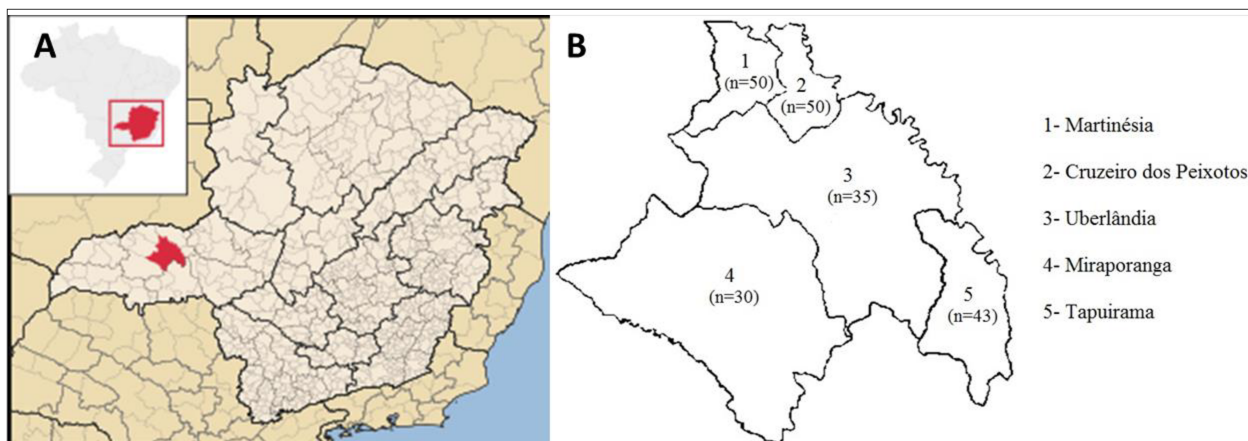 A
B
1
(n=50)
2
(n=50)
3
(n=35)
4
(n=30)
5
(n=43)
1- Martinésia
2- Cruzeiro dos Peixotos
3- Uberlândia
4- Miraporanga
5- Tapuirama